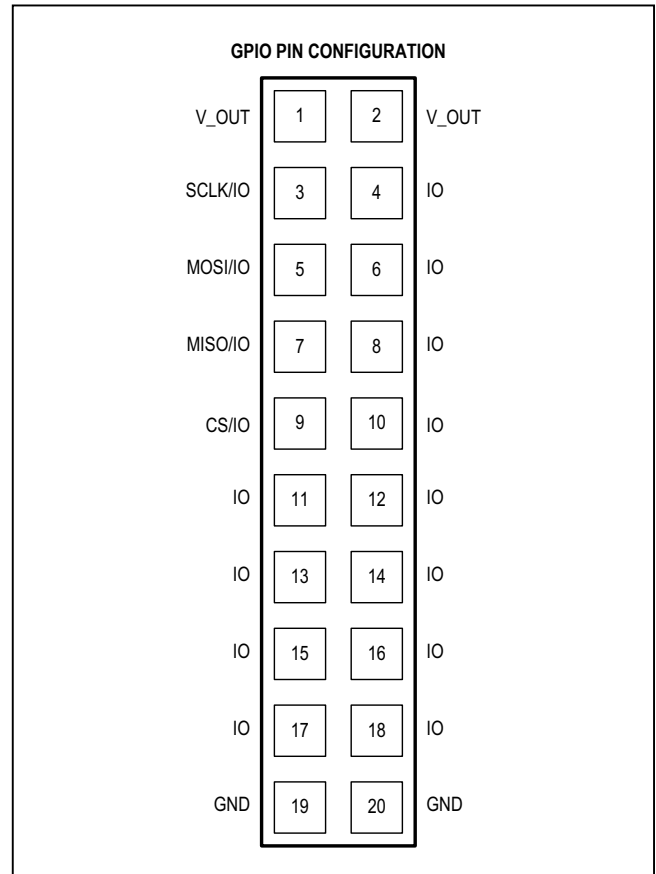 GPIO PIN CONFIGURATION
V_OUT 1 2 V_OUT
SCLK/IO 3 4 IO
MOSI/IO 5 6 IO
MISO/IO 7 8 IO
CS/IO 9 10 IO
IO 11 12 IO
IO 13 14 IO
IO 15 16 IO
IO 17 18 IO
GND 19 20 GND